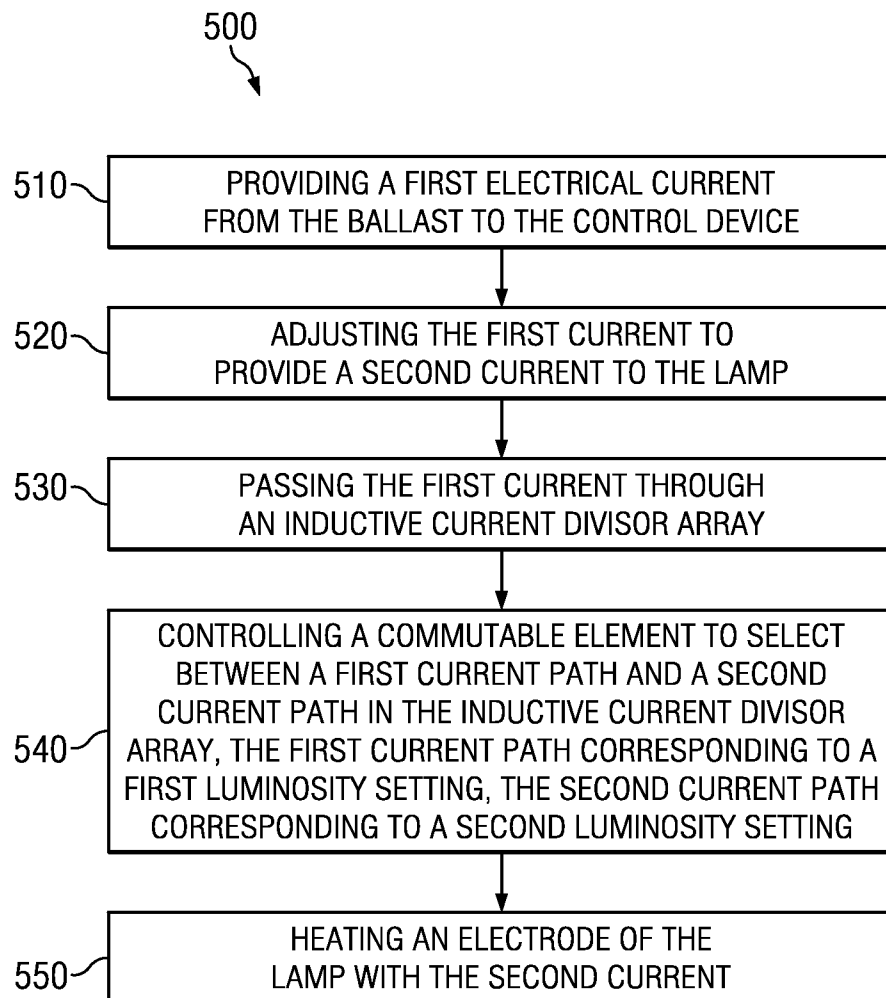 500
510
PROVIDING A FIRST ELECTRICAL CURRENT
FROM THE BALLAST TO THE CONTROL DEVICE
520
ADJUSTING THE FIRST CURRENT TO
PROVIDE A SECOND CURRENT TO THE LAMP
530
PASSING THE FIRST CURRENT THROUGH
AN INDUCTIVE CURRENT DIVISOR ARRAY
540
CONTROLLING A COMMUTABLE ELEMENT TO SELECT
BETWEEN A FIRST CURRENT PATH AND A SECOND
CURRENT PATH IN THE INDUCTIVE CURRENT DIVISOR
ARRAY, THE FIRST CURRENT PATH CORRESPONDING TO A
FIRST LUMINOSITY SETTING, THE SECOND CURRENT PATH
CORRESPONDING TO A SECOND LUMINOSITY SETTING
550
HEATING AN ELECTRODE OF THE
LAMP WITH THE SECOND CURRENT